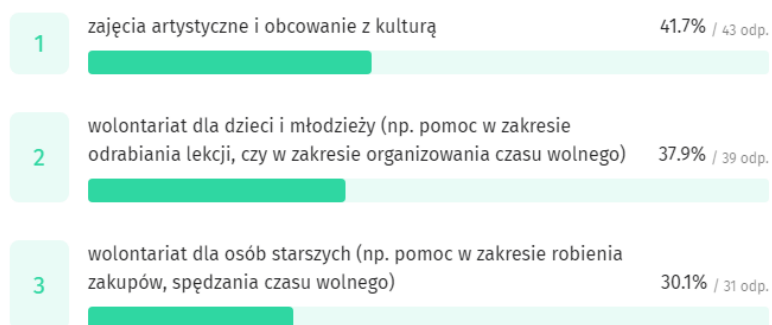 1
zajęcia artystyczne i obcowanie z kulturą 41.7% / 43 odp.
2
wolontariat dla dzieci i młodzieży (np. pomoc w zakresie
odrabiania lekcji, czy w zakresie organizowania czasu wolnego) 37.9% / 39 odp.
3
wolontariat dla osób starszych (np. pomoc w zakresie robienia
zakupów, spędzania czasu wolnego) 30.1% / 31 odp.